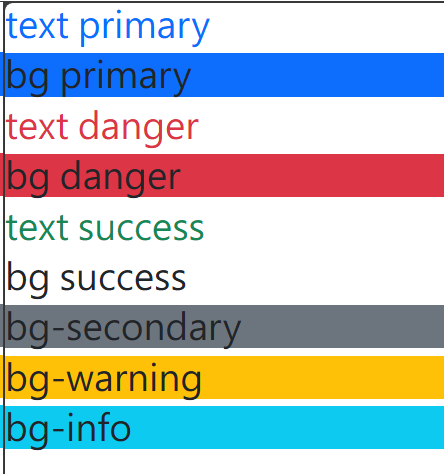 text primary
bg primary
text danger
bg danger
text success
bg success
bg-secondary
bg-warning
bg-info